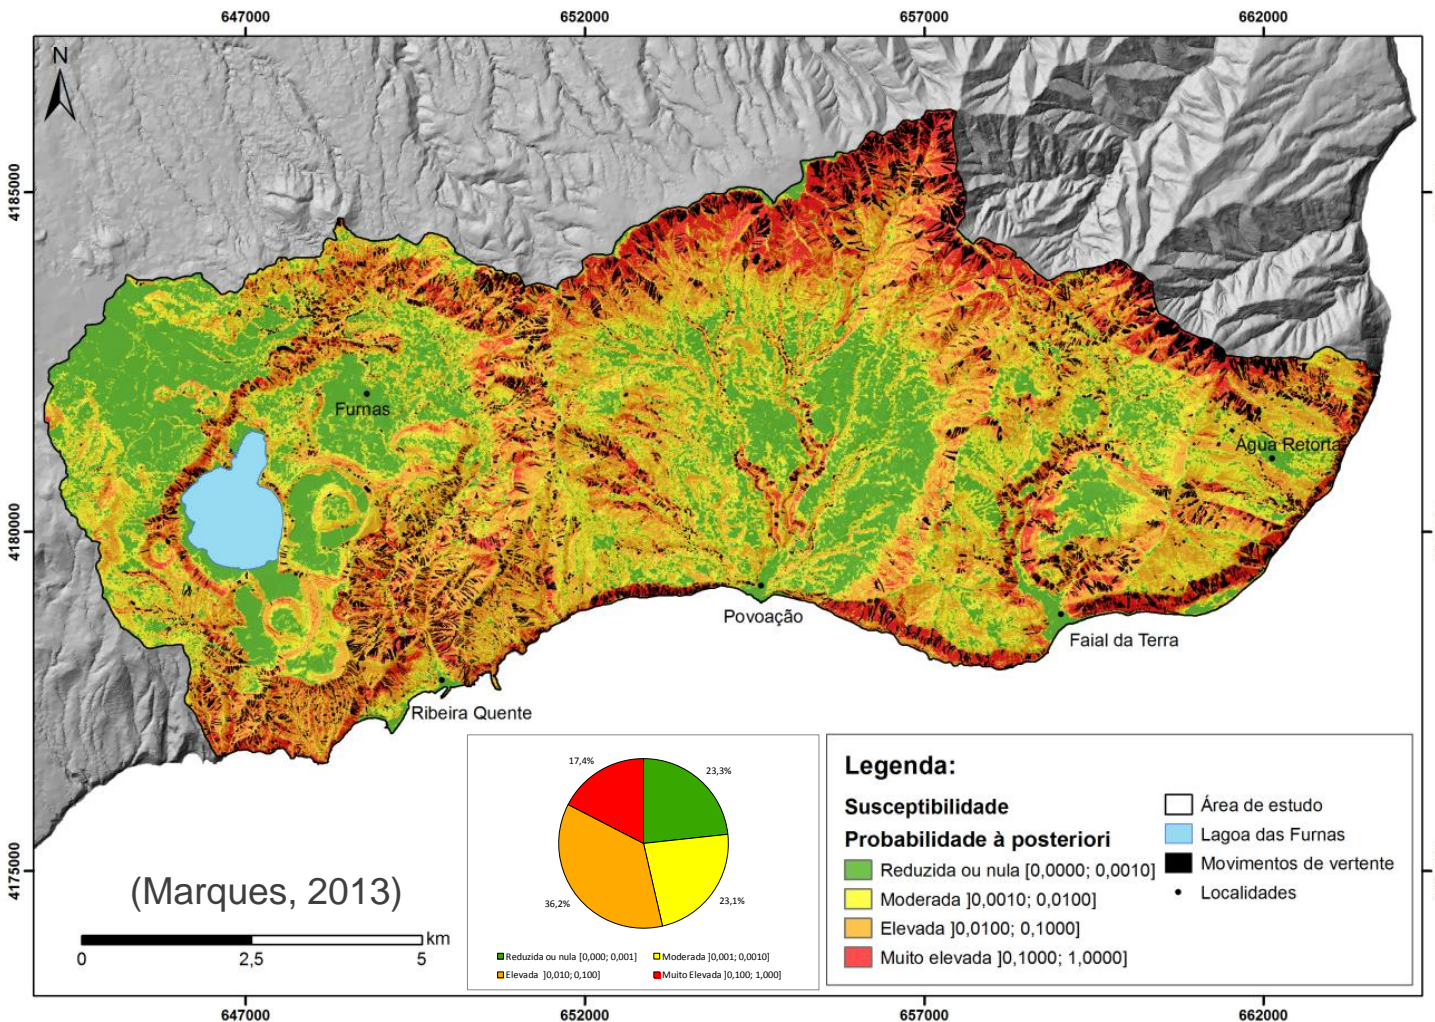 647000
652000
657000
662000
N
4185000
4180000
4175000
Furnas
Água Retorta
Povoação
Faial da Terra
Ribeira Quente
(Marques, 2013)
km
0
2,5
5
17,4%
23,3%
36,2%
23,1%
Reduzida ou nula [0,000; 0,001]
Moderada ]0,001; 0,0010]
Elevada ]0,010; 0,100]
Muito Elevada ]0,100; 1,000]
Legenda:
Susceptibilidade
Probabilidade à posteriori
Reduzida ou nula [0,0000; 0,0010]
Moderada ]0,0010; 0,0100]
Elevada ]0,0100; 0,1000]
Muito elevada ]0,1000; 1,0000]
Área de estudo
Lagoa das Furnas
Movimentos de vertente
Localidades
647000
652000
657000
662000